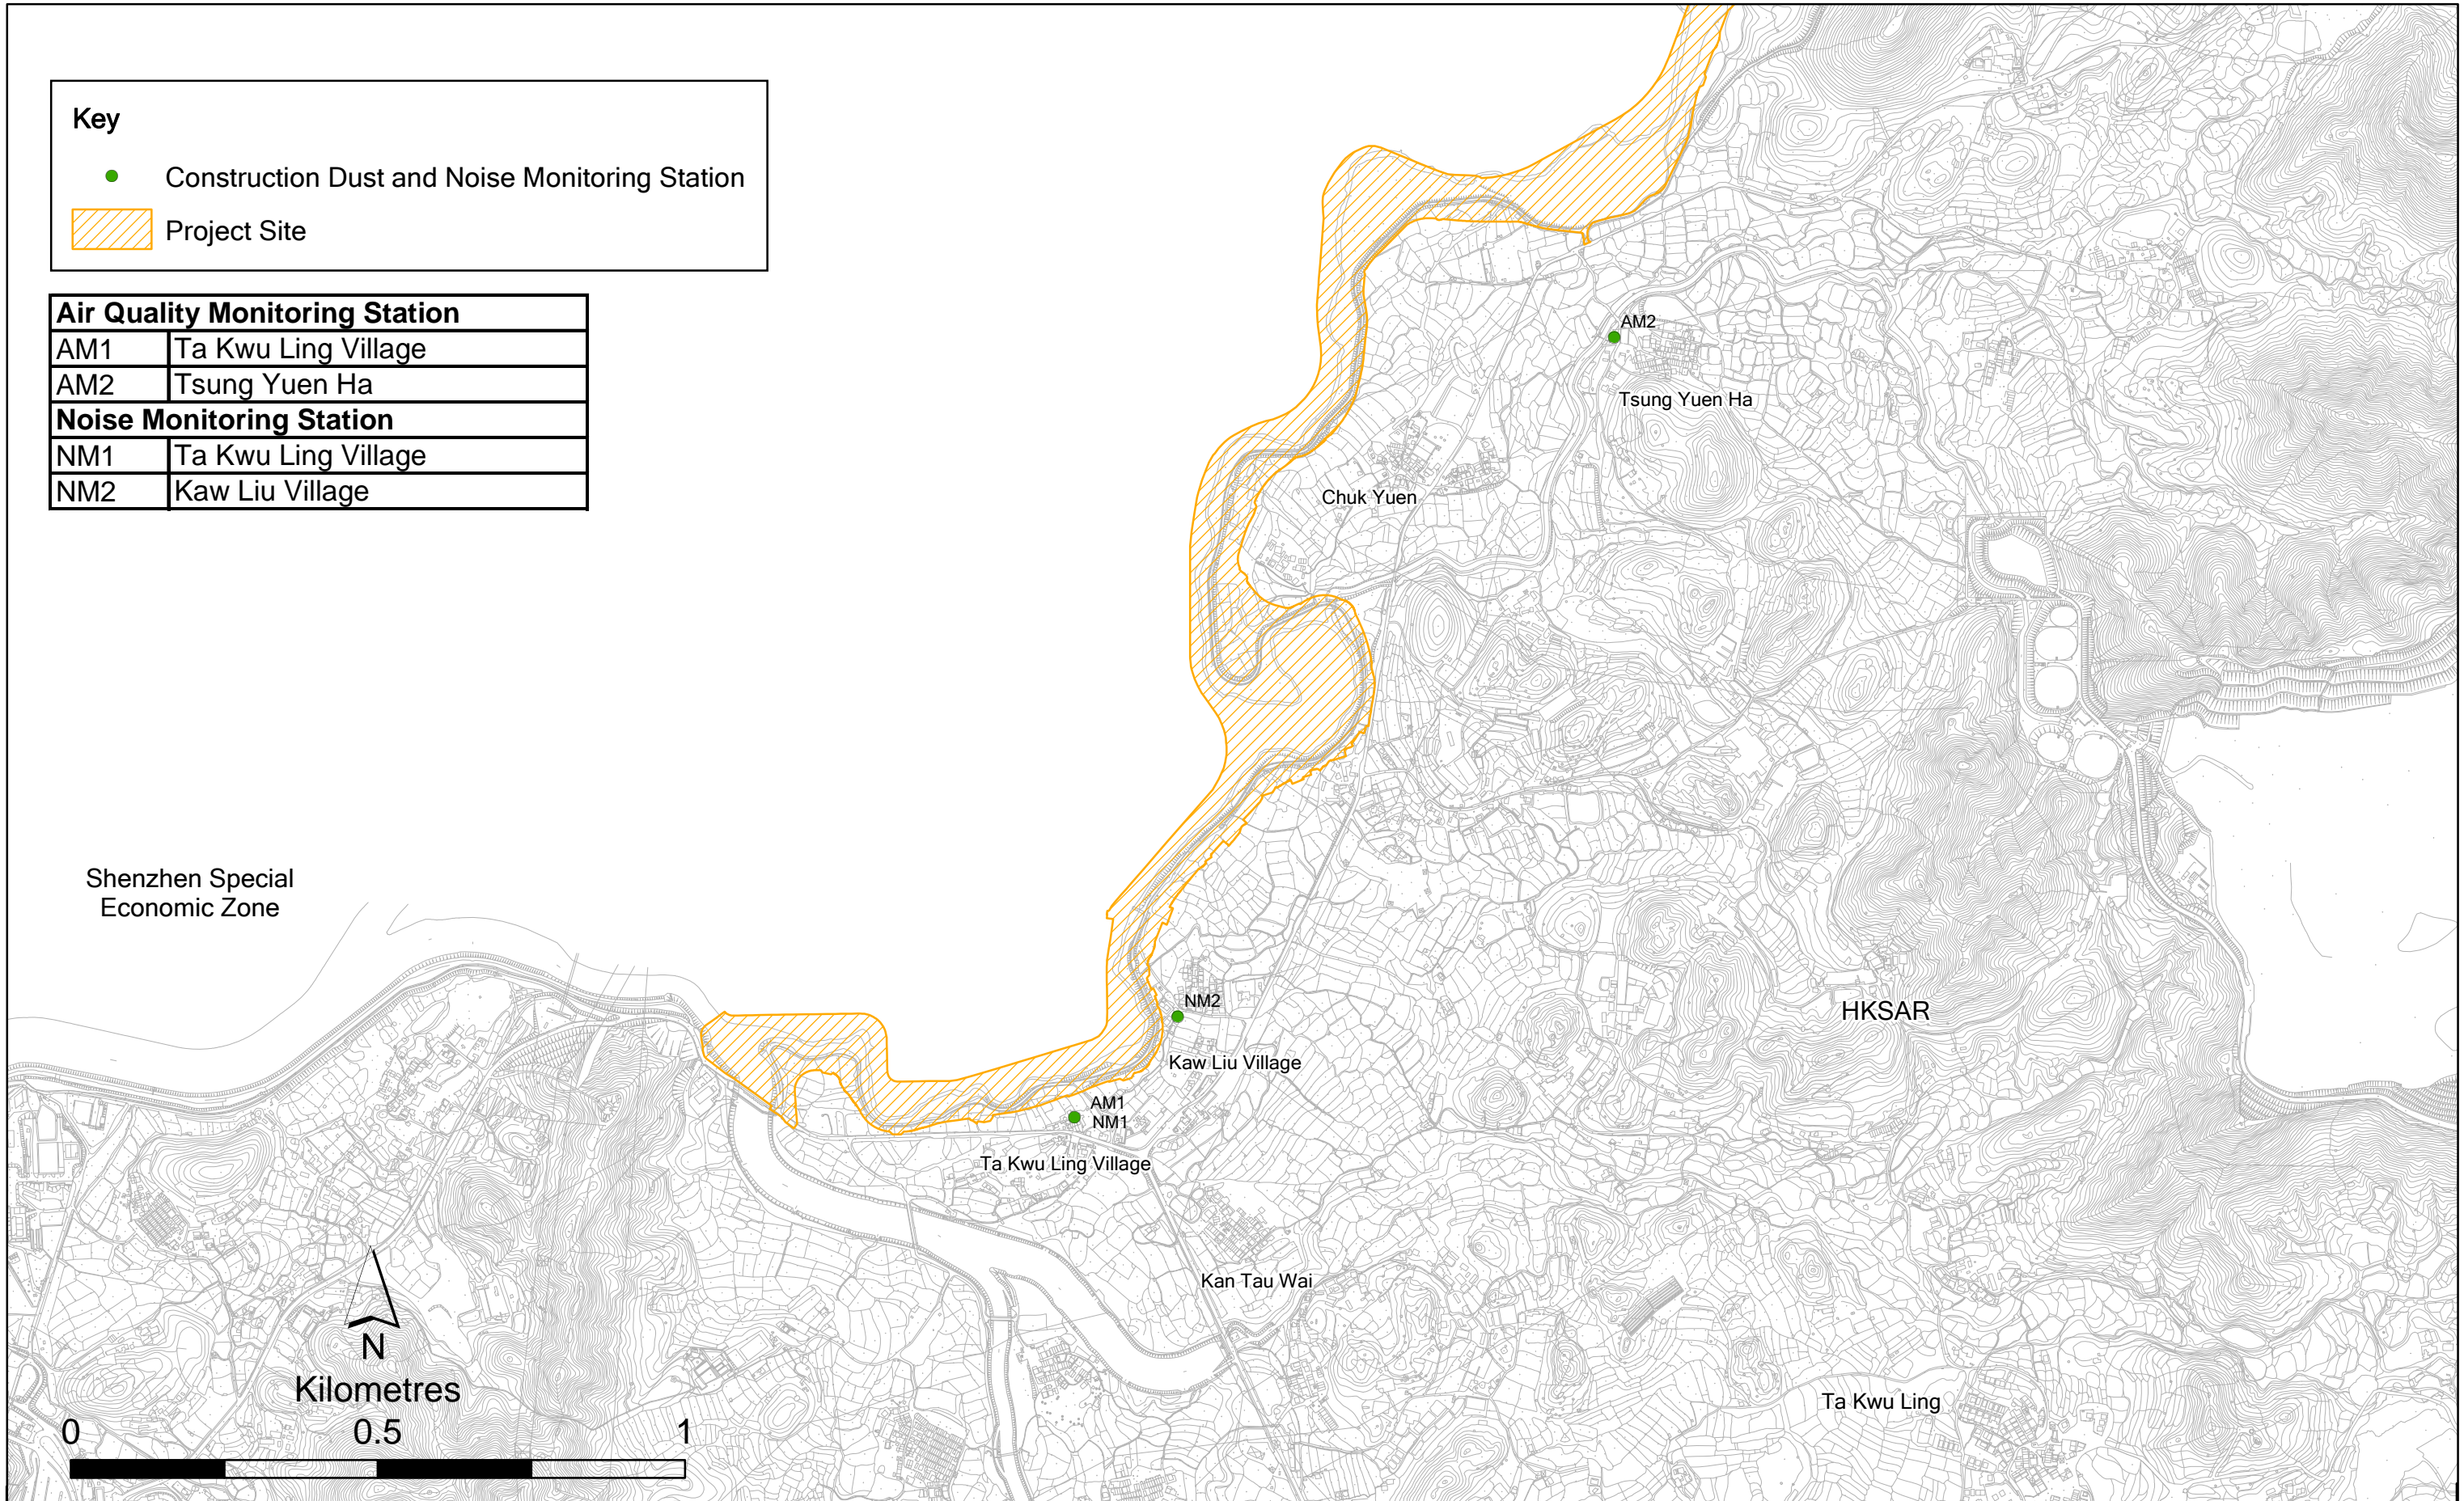 Key
Construction Dust and Noise Monitoring Station
Project Site
Air Quality Monitoring Station
AM1 Ta Kwu Ling Village
AM2 Tsung Yuen Ha
Noise Monitoring Station
NM1 Ta Kwu Ling Village
NM2 Kaw Liu Village
AM2
Tsung Yuen Ha
Chuk Yuen
Shenzhen Special
Economic Zone
NM2
HKSAR
Kaw Liu Village
AM1
NM1
Ta Kwu Ling Village
Kan Tau Wai
N
Kilometres
0 0.5 1
Ta Kwu Ling